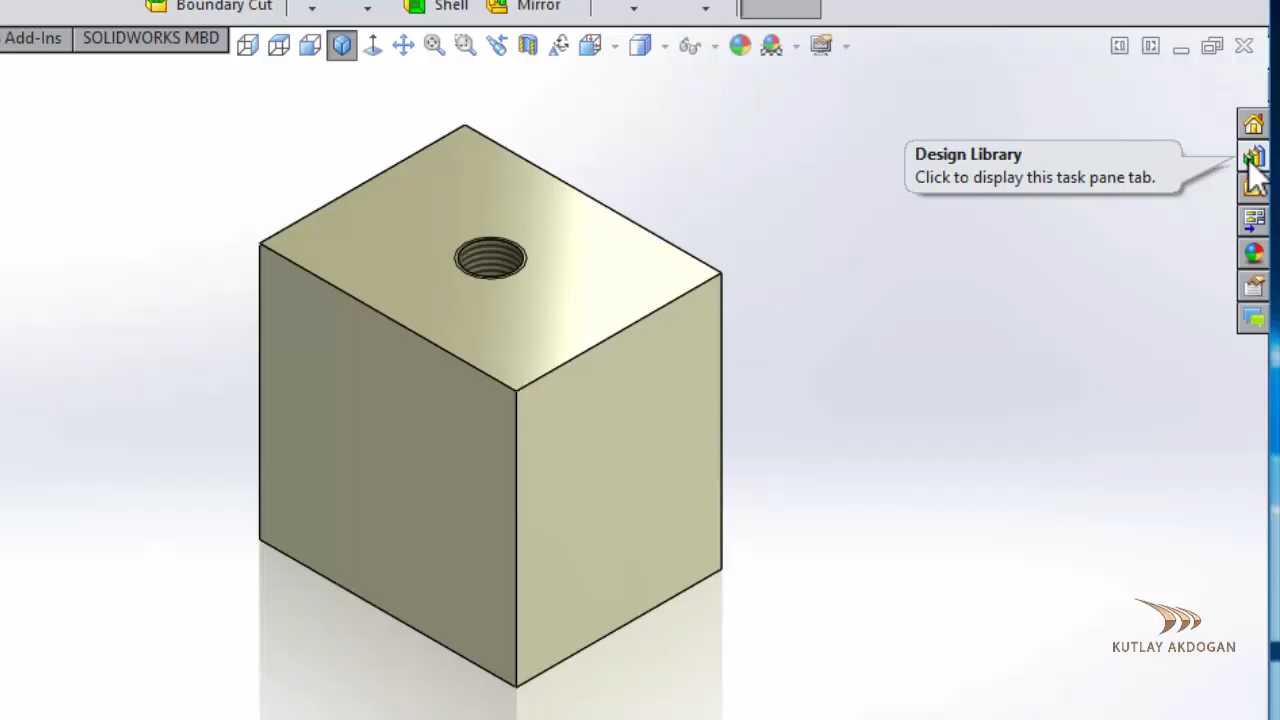 Boundary Cut
Shell
Mirror
Add-Ins
SOLIDWORKS MBD
Design Library
Click to display this task pane tab.
KUTLAY AKDOGAN